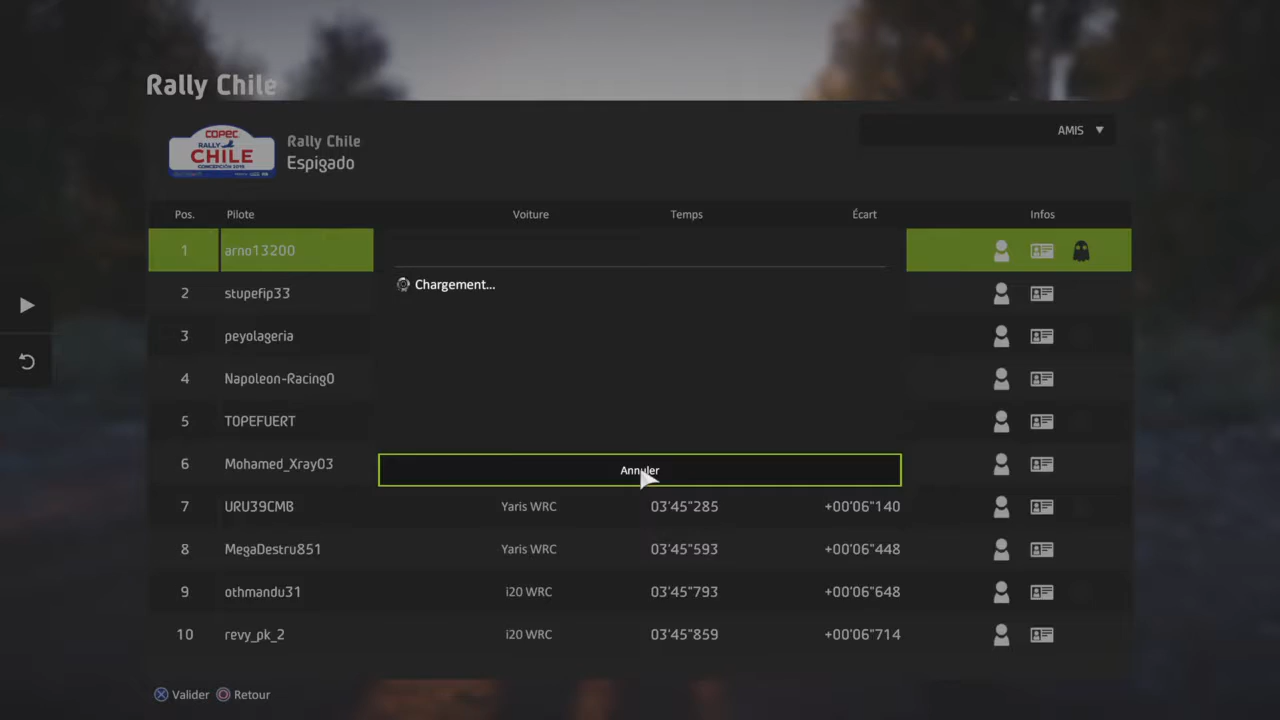 Rally Chile
COPEC
RALLY
CHILE
CONCEPCIÓN 2019
Rally Chile
Espigado
AMIS
Pos. Pilote Voiture Temps Écart Infos
1 arno13200
2 stupefip33
Chargement...
3 peyolageria
4 Napoleon-Racing0
5 TOPEFUERT
6 Mohamed_Xray03
Annuler
7 URU39CMB Yaris WRC 03'45"285 +00'06"140
8 MegaDestru851 Yaris WRC 03'45"593 +00'06"448
9 othmandu31 i20 WRC 03'45"793 +00'06"648
10 revy_pk_2 i20 WRC 03'45"859 +00'06"714
Valider Retour